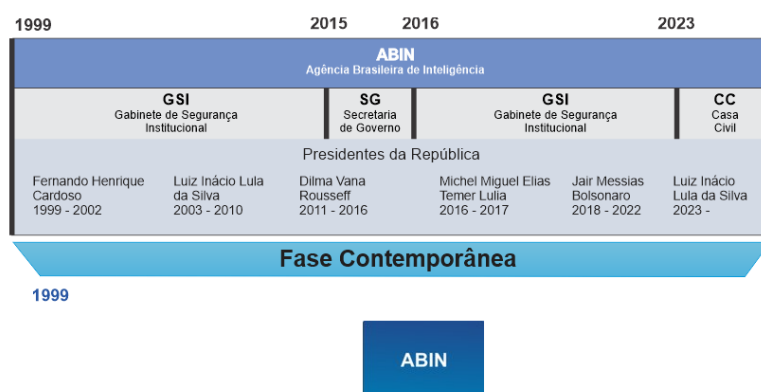 1999 2015 2016 2023
ABIN
Agência Brasileira de Inteligência
GSI
Gabinete de Segurança
Institucional
SG
Secretaria
de Governo
GSI
Gabinete de Segurança
Institucional
CC
Casa
Civil
Presidentes da República
Fernando Henrique
Cardoso
1999 - 2002
Luiz Inácio Lula
da Silva
2003 - 2010
Dilma Vana
Rousseff
2011 - 2016
Michel Miguel Elias
Temer Lulia
2016 - 2017
Jair Messias
Bolsonaro
2018 - 2022
Luiz Inácio
Lula da Silva
2023 -
Fase Contemporânea
1999
ABIN